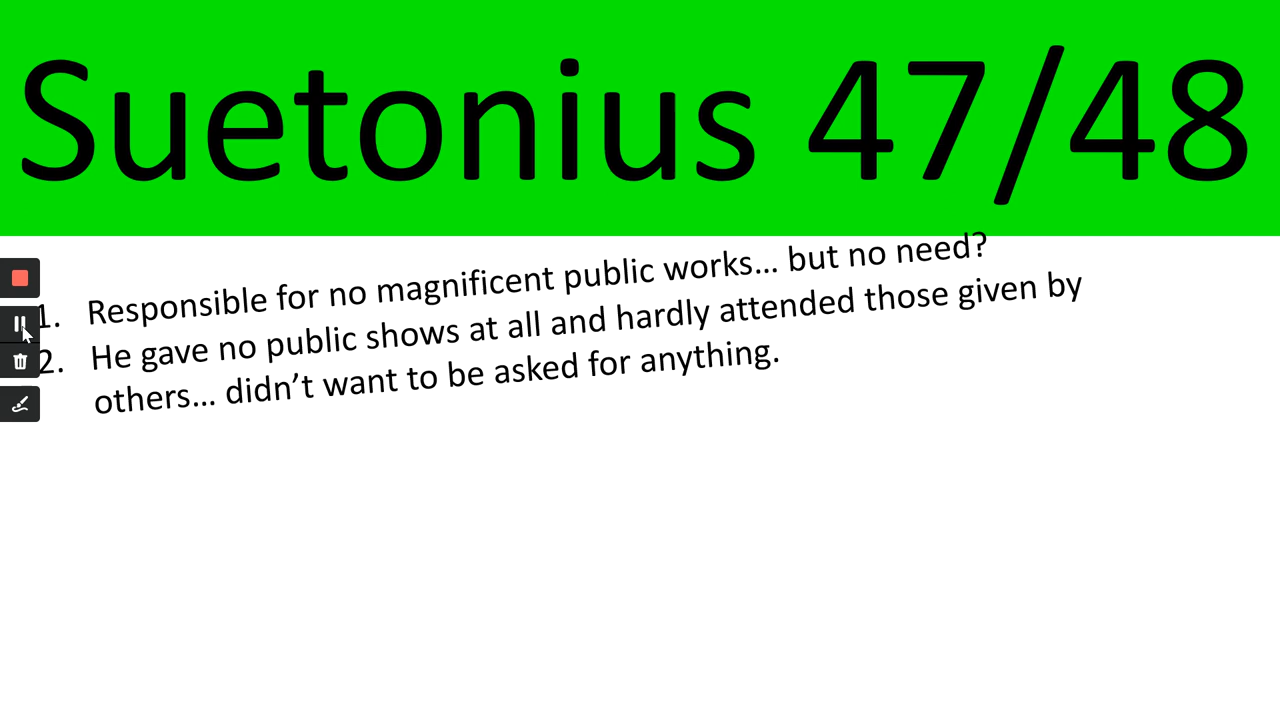 Suetonius 47/48
1. Responsible for no magnificent public works… but no need?
2. He gave no public shows at all and hardly attended those given by
others… didn’t want to be asked for anything.